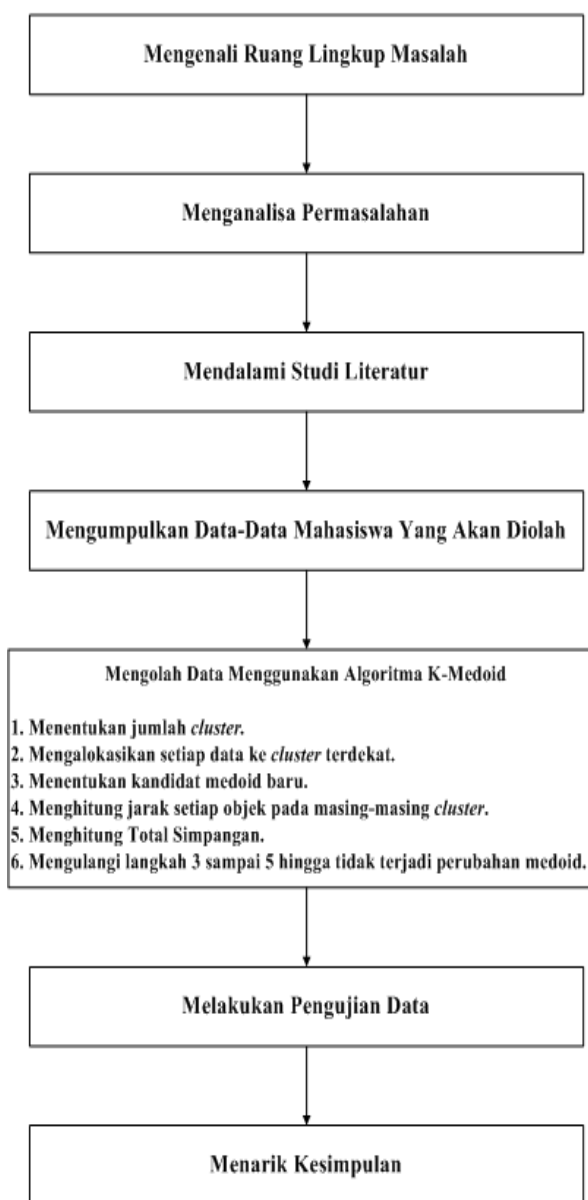 Mengenali Ruang Lingkup Masalah
Menganalisa Permasalahan
Mendalami Studi Literatur
Mengumpulkan Data-Data Mahasiswa Yang Akan Diolah
Mengolah Data Menggunakan Algoritma K-Medoid
1. Menentukan jumlah cluster.
2. Mengalokasikan setiap data ke cluster terdekat.
3. Menentukan kandidat medoid baru.
4. Menghitung jarak setiap objek pada masing-masing cluster.
5. Menghitung Total Simpangan.
6. Mengulangi langkah 3 sampai 5 hingga tidak terjadi perubahan medoid.
Melakukan Pengujian Data
Menarik Kesimpulan